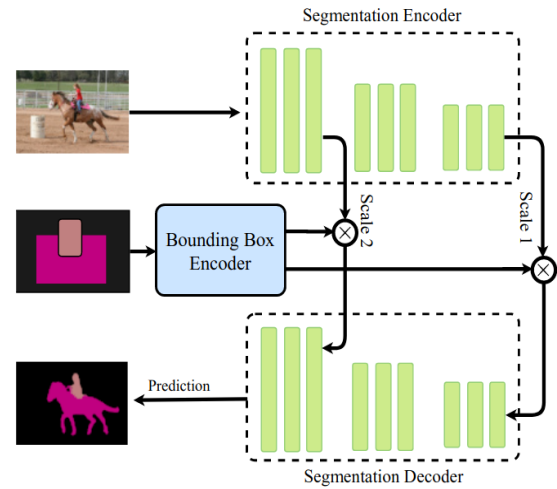 Segmentation Encoder
Scale 2
Scale 1
Bounding Box
Encoder
Prediction
Segmentation Decoder